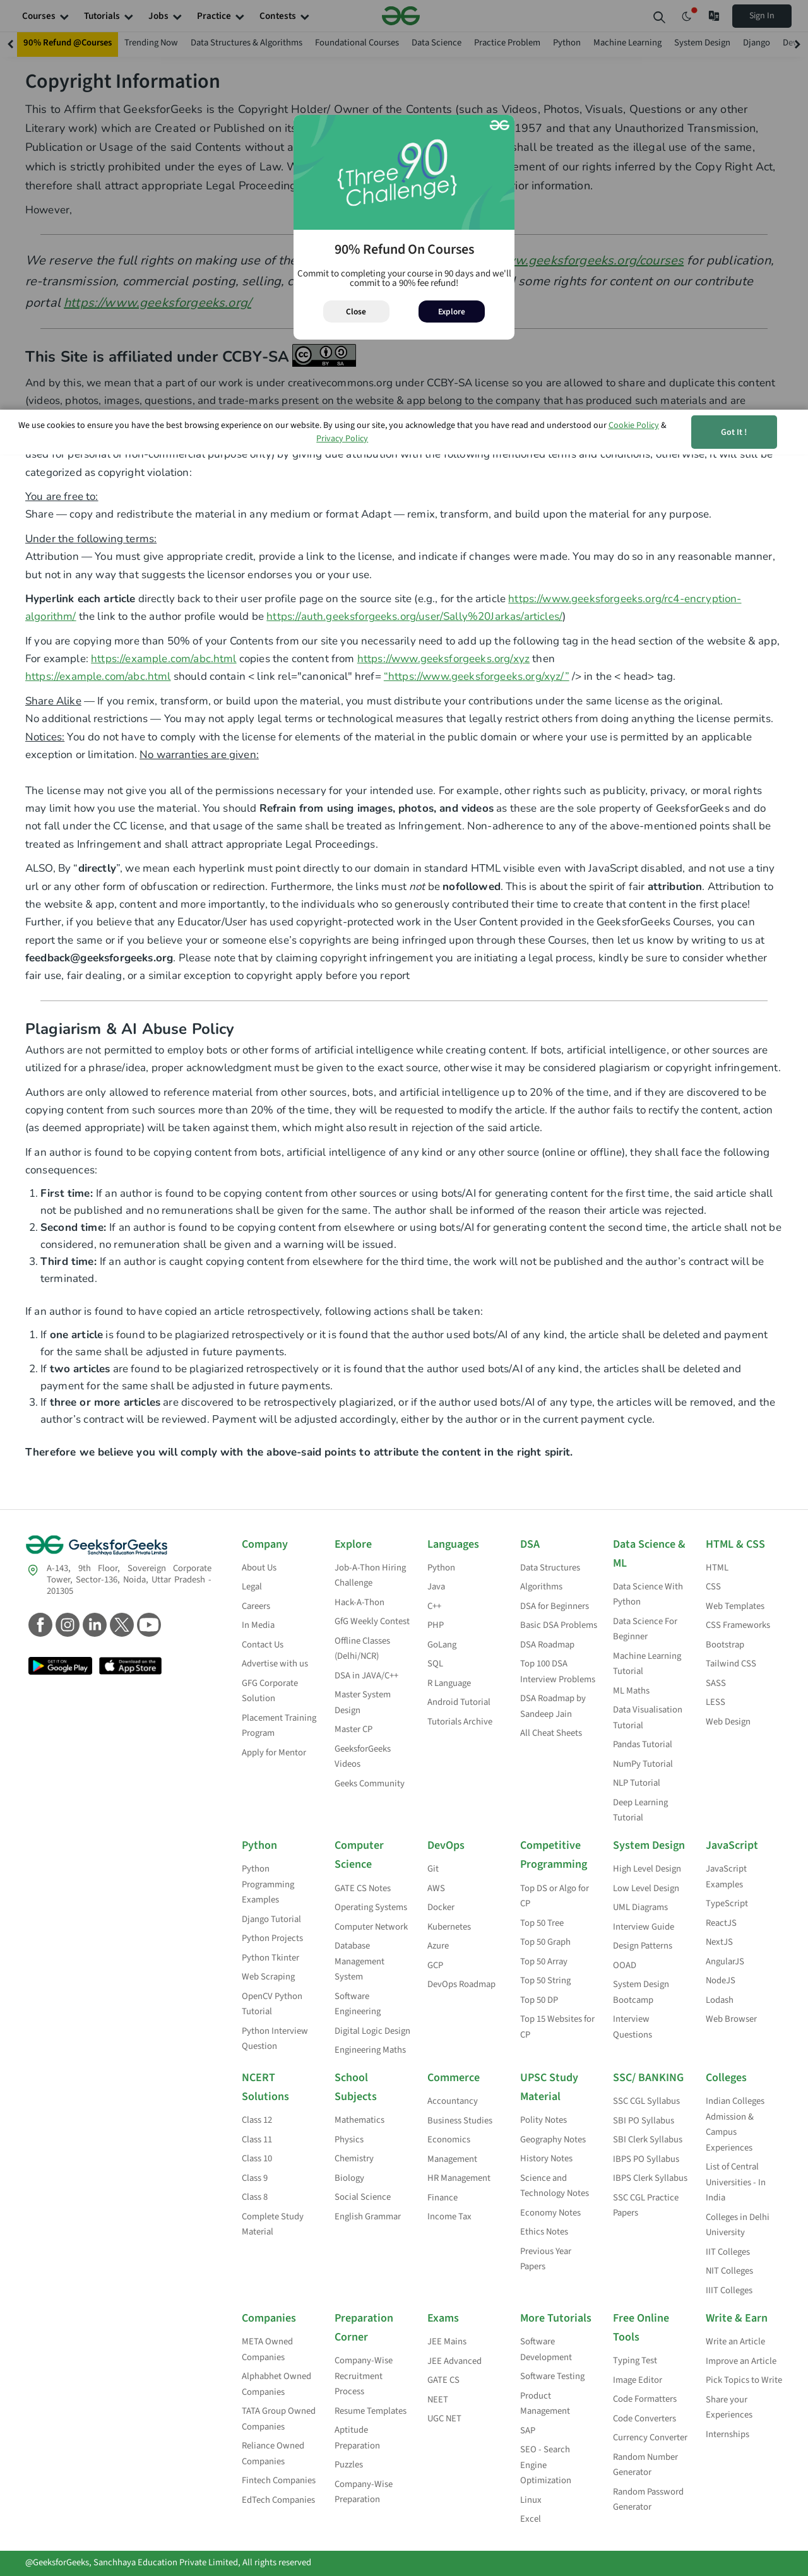 Courses Tutorials Jobs Practice Contests Sign In
90% Refund @Courses Trending Now Data Structures & Algorithms Foundational Courses Data Science Practice Problem Python Machine Learning System Design Django
Copyright Information
This to Affirm that GeeksforGeeks is the Copyright Holder/ Owner of the Contents (such as Videos, Photos, Visuals, Questions or any other
Literary work) which are Created or Published on its 1957 and that any Unauthorized Transmission,
Publication or Usage of the said Contents without a shall be treated as the illegal use of the same,
which is strictly prohibited under the eyes of Law. W ement of our rights inferred by the Copy Right Act,
therefore shall attract appropriate Legal Proceeding ior information.
However,
We reserve the full rights on making use of the ww.geeksforgeeks.org/courses for publication,
re-transmission, commercial posting, selling, c d some rights for content on our contribute
portal https://www.geeksforgeeks.org/
{Three 90
Challenge}
90% Refund On Courses
Commit to completing your course in 90 days and we'll
commit to a 90% fee refund!
Close Explore
This Site is affiliated under CCBY-SA cc BY SA
And by this, we mean that a part of our work is under creativecommons.org under CCBY-SA license so you are allowed to share and duplicate this content
(videos, photos, images, questions, and trade-marks present on the website & app belong to the company that has produced such materials and are
We use cookies to ensure you have the best browsing experience on our website. By using our site, you acknowledge that you have read and understood our Cookie Policy &
Privacy Policy
Got It !
used for personal or non-commercial purpose only) by giving due attribution with the following mentioned terms and conditions; otherwise, it will still be
categorized as copyright violation:
You are free to:
Share — copy and redistribute the material in any medium or format Adapt — remix, transform, and build upon the material for any purpose.
Under the following terms:
Attribution — You must give appropriate credit, provide a link to the license, and indicate if changes were made. You may do so in any reasonable manner,
but not in any way that suggests the licensor endorses you or your use.
Hyperlink each article directly back to their user profile page on the source site (e.g., for the article https://www.geeksforgeeks.org/rc4-encryption-
algorithm/ the link to the author profile would be https://auth.geeksforgeeks.org/user/Sally%20Jarkas/articles/)
If you are copying more than 50% of your Contents from our site you necessarily need to add up the following tag in the head section of the website & app,
For example: https://example.com/abc.html copies the content from https://www.geeksforgeeks.org/xyz then
https://example.com/abc.html should contain < link rel="canonical" href= "https://www.geeksforgeeks.org/xyz/" /> in the < head> tag.
Share Alike — If you remix, transform, or build upon the material, you must distribute your contributions under the same license as the original.
No additional restrictions — You may not apply legal terms or technological measures that legally restrict others from doing anything the license permits.
Notices: You do not have to comply with the license for elements of the material in the public domain or where your use is permitted by an applicable
exception or limitation. No warranties are given:
The license may not give you all of the permissions necessary for your intended use. For example, other rights such as publicity, privacy, or moral rights
may limit how you use the material. You should Refrain from using images, photos, and videos as these are the sole property of GeeksforGeeks and do
not fall under the CC license, and that usage of the same shall be treated as Infringement. Non-adherence to any of the above-mentioned points shall be
treated as Infringement and shall attract appropriate Legal Proceedings.
ALSO, By “directly”, we mean each hyperlink must point directly to our domain in standard HTML visible even with JavaScript disabled, and not use a tiny
url or any other form of obfuscation or redirection. Furthermore, the links must not be nofollowed. This is about the spirit of fair attribution. Attribution to
the website & app, content and more importantly, to the individuals who so generously contributed their time to create that content in the first place!
Further, if you believe that any Educator/User has used copyright-protected work in the User Content provided in the GeeksforGeeks Courses, you can
report the same or if you believe your or someone else’s copyrights are being infringed upon through these Courses, then let us know by writing to us at
feedback@geeksforgeeks.org. Please note that by claiming copyright infringement you are initiating a legal process, kindly be sure to consider whether
fair use, fair dealing, or a similar exception to copyright apply before you report
Plagiarism & AI Abuse Policy
Authors are not permitted to employ bots or other forms of artificial intelligence while creating content. If bots, artificial intelligence, or other sources are
utilized for a phrase/idea, proper acknowledgment must be given to the exact source, otherwise it may be considered plagiarism or copyright infringement.
Authors are only allowed to reference material from other sources, bots, and artificial intelligence up to 20% of the time, and if they are discovered to be
copying content from such sources more than 20% of the time, they will be requested to modify the article. If the author fails to rectify the content, action
(as deemed appropriate) will be taken against them, which might also result in rejection of the said article.
If an author is found to be copying content from bots, artificial intelligence of any kind or any other source (online or offline), they shall face the following
consequences:
1. First time: If an author is found to be copying content from other sources or using bots/AI for generating content for the first time, the said article shall
not be published and no remunerations shall be given for the same. The author shall be informed of the reason their article was rejected.
2. Second time: If an author is found to be copying content from elsewhere or using bots/AI for generating content the second time, the article shall not be
considered, no remuneration shall be given and a warning will be issued.
3. Third time: If an author is caught copying content from elsewhere for the third time, the work will not be published and the author’s contract will be
terminated.
If an author is found to have copied an article retrospectively, following actions shall be taken:
1. If one article is found to be plagiarized retrospectively or it is found that the author used bots/AI of any kind, the article shall be deleted and payment
for the same shall be adjusted in future payments.
2. If two articles are found to be plagiarized retrospectively or it is found that the author used bots/AI of any kind, the articles shall be deleted and
payment for the same shall be adjusted in future payments.
3. If three or more articles are discovered to be retrospectively plagiarized, or if the author used bots/AI of any type, the articles will be removed, and the
author’s contract will be reviewed. Payment will be adjusted accordingly, either by the author or in the current payment cycle.
Therefore we believe you will comply with the above-said points to attribute the content in the right spirit.
GeeksforGeeks
A-143, 9th Floor, Sovereign Corporate
Tower, Sector-136, Noida, Uttar Pradesh -
201305
GET IT ON Google Play
Download on the App Store
Company
About Us
Legal
Careers
In Media
Contact Us
Advertise with us
GFG Corporate
Solution
Placement Training
Program
Apply for Mentor
Explore
Job-A-Thon Hiring
Challenge
Hack-A-Thon
GfG Weekly Contest
Offline Classes
(Delhi/NCR)
DSA in JAVA/C++
Master System
Design
Master CP
GeeksforGeeks
Videos
Geeks Community
Languages
Python
Java
C++
PHP
GoLang
SQL
R Language
Android Tutorial
Tutorials Archive
DSA
Data Structures
Algorithms
DSA for Beginners
Basic DSA Problems
DSA Roadmap
Top 100 DSA
Interview Problems
DSA Roadmap by
Sandeep Jain
All Cheat Sheets
Data Science &
ML
Data Science With
Python
Data Science For
Beginner
Machine Learning
Tutorial
ML Maths
Data Visualisation
Tutorial
Pandas Tutorial
NumPy Tutorial
NLP Tutorial
Deep Learning
Tutorial
HTML & CSS
HTML
CSS
Web Templates
CSS Frameworks
Bootstrap
Tailwind CSS
SASS
LESS
Web Design
Python
Python
Programming
Examples
Django Tutorial
Python Projects
Python Tkinter
Web Scraping
OpenCV Python
Tutorial
Python Interview
Question
Computer
Science
GATE CS Notes
Operating Systems
Computer Network
Database
Management
System
Software
Engineering
Digital Logic Design
Engineering Maths
DevOps
Git
AWS
Docker
Kubernetes
Azure
GCP
DevOps Roadmap
Competitive
Programming
Top DS or Algo for
CP
Top 50 Tree
Top 50 Graph
Top 50 Array
Top 50 String
Top 50 DP
Top 15 Websites for
CP
System Design
High Level Design
Low Level Design
UML Diagrams
Interview Guide
Design Patterns
OOAD
System Design
Bootcamp
Interview
Questions
JavaScript
JavaScript
Examples
TypeScript
ReactJS
NextJS
AngularJS
NodeJS
Lodash
Web Browser
NCERT
Solutions
Class 12
Class 11
Class 10
Class 9
Class 8
Complete Study
Material
School
Subjects
Mathematics
Physics
Chemistry
Biology
Social Science
English Grammar
Commerce
Accountancy
Business Studies
Economics
Management
HR Management
Finance
Income Tax
UPSC Study
Material
Polity Notes
Geography Notes
History Notes
Science and
Technology Notes
Economy Notes
Ethics Notes
Previous Year
Papers
SSC/ BANKING
SSC CGL Syllabus
SBI PO Syllabus
SBI Clerk Syllabus
IBPS PO Syllabus
IBPS Clerk Syllabus
SSC CGL Practice
Papers
Colleges
Indian Colleges
Admission &
Campus
Experiences
List of Central
Universities - In
India
Colleges in Delhi
University
IIT Colleges
NIT Colleges
IIIT Colleges
Companies
META Owned
Companies
Alphabhet Owned
Companies
TATA Group Owned
Companies
Reliance Owned
Companies
Fintech Companies
EdTech Companies
Preparation
Corner
Company-Wise
Recruitment
Process
Resume Templates
Aptitude
Preparation
Puzzles
Company-Wise
Preparation
Exams
JEE Mains
JEE Advanced
GATE CS
NEET
UGC NET
More Tutorials
Software
Development
Software Testing
Product
Management
SAP
SEO - Search
Engine
Optimization
Linux
Excel
Free Online
Tools
Typing Test
Image Editor
Code Formatters
Code Converters
Currency Converter
Random Number
Generator
Random Password
Generator
Write & Earn
Write an Article
Improve an Article
Pick Topics to Write
Share your
Experiences
Internships
@GeeksforGeeks, Sanchhaya Education Private Limited, All rights reserved